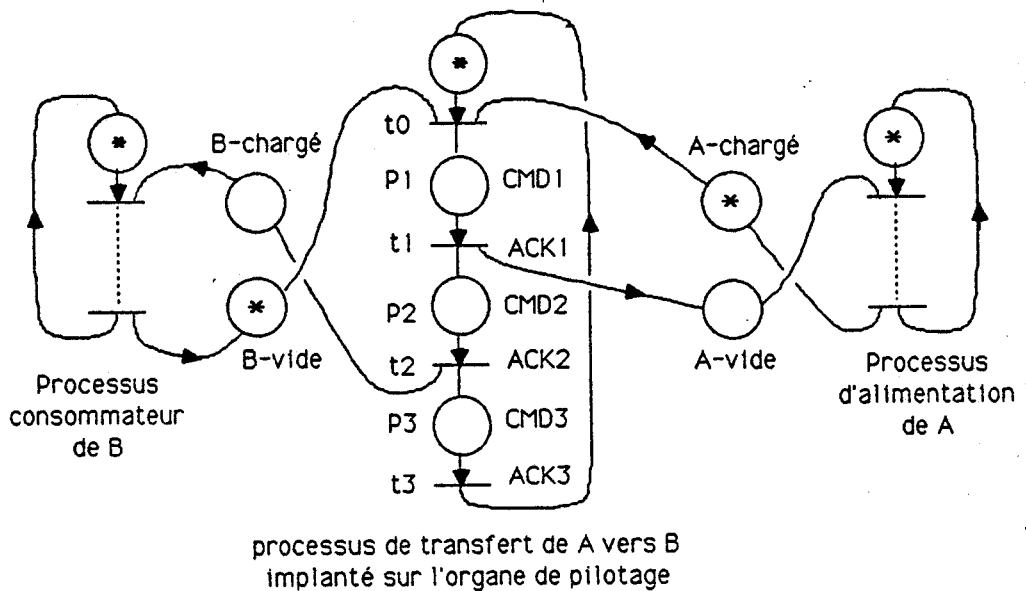 *
*
*
t0
B-chargé
A-chargé
P1
CMD1
*
t1
ACK1
P2
CMD2
*
B-vide
t2
ACK2
A-vide
Processus
consommateur
de B
Processus
d'alimentation
de A
P3
CMD3
t3
ACK3
processus de transfert de A vers B
implanté sur l'organe de pilotage